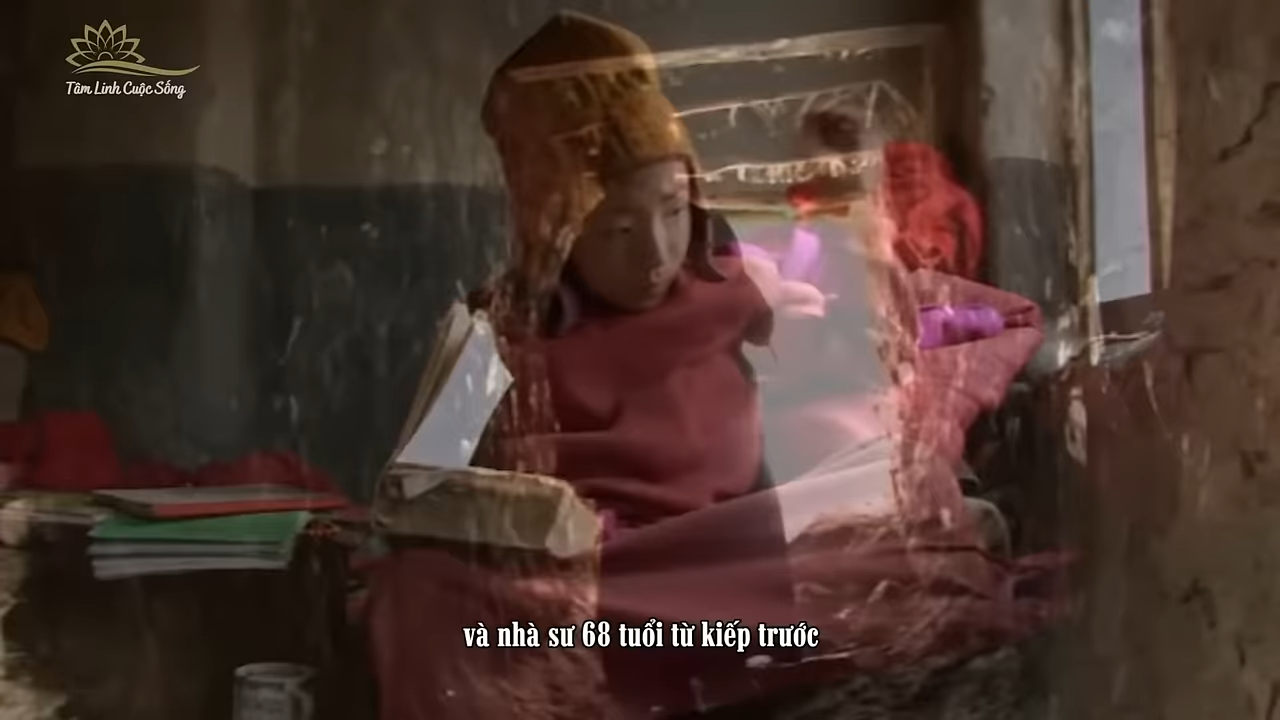 Tâm Linh Cuộc Sống
và nhà sư 68 tuổi từ kiếp trước